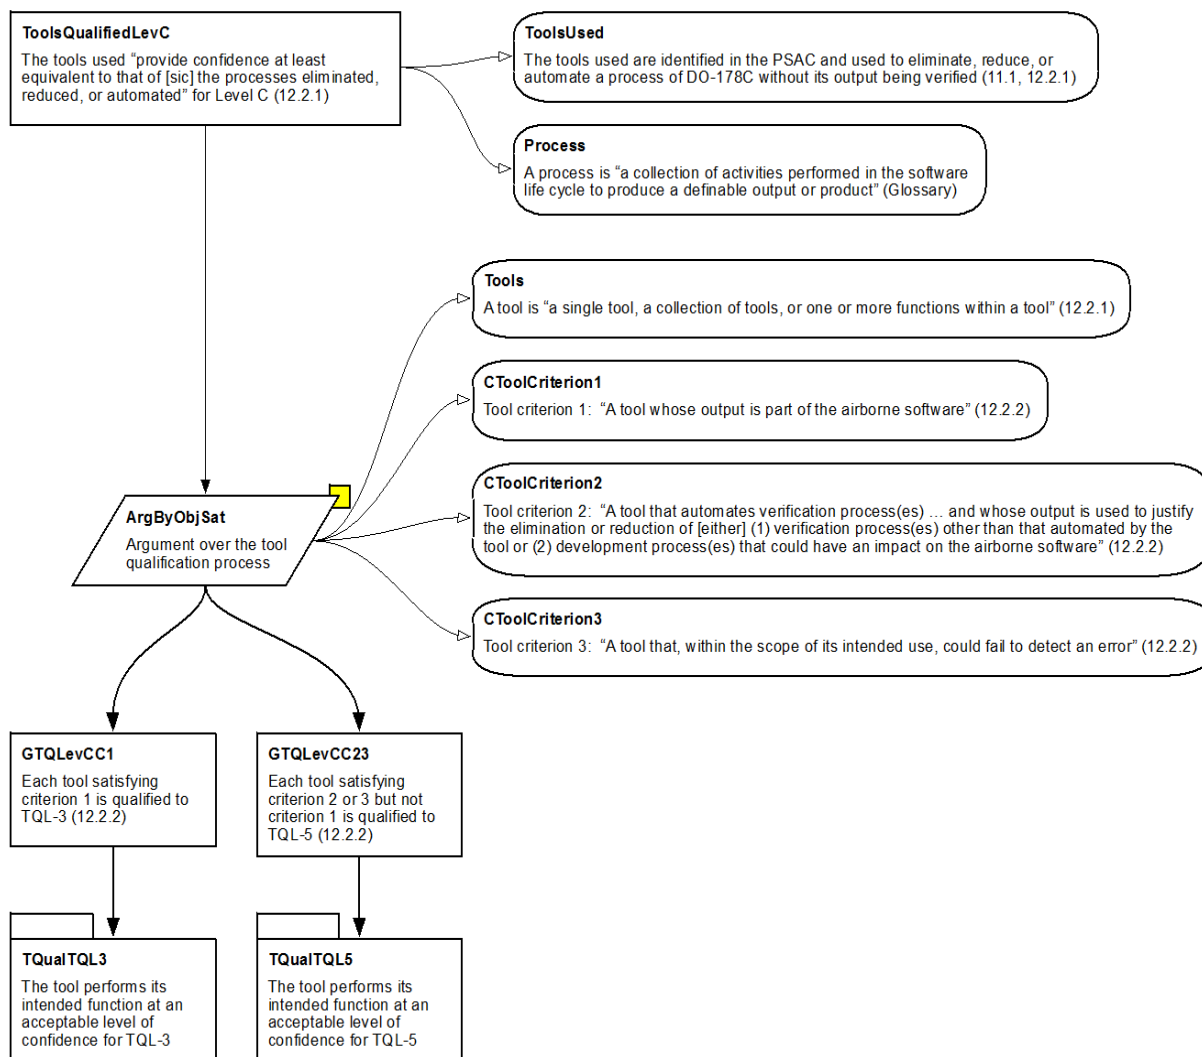 ToolsQualifiedLevC
The tools used “provide confidence at least
equivalent to that of [sic] the processes eliminated,
reduced, or automated” for Level C (12.2.1)
ToolsUsed
The tools used are identified in the PSAC and used to eliminate, reduce, or
automate a process of DO-178C without its output being verified (11.1, 12.2.1)
Process
A process is “a collection of activities performed in the software
life cycle to produce a definable output or product” (Glossary)
Tools
A tool is “a single tool, a collection of tools, or one or more functions within a tool” (12.2.1)
CToolCriterion1
Tool criterion 1:  “A tool whose output is part of the airborne software” (12.2.2)
CToolCriterion2
Tool criterion 2:  “A tool that automates verification process(es) … and whose output is used to justify
the elimination or reduction of [either] (1) verification process(es) other than that automated by the
tool or (2) development process(es) that could have an impact on the airborne software” (12.2.2)
ArgByObjSat
Argument over the tool
qualification process
CToolCriterion3
Tool criterion 3:  “A tool that, within the scope of its intended use, could fail to detect an error” (12.2.2)
GTQLevCC1
Each tool satisfying
criterion 1 is qualified to
TQL-3 (12.2.2)
GTQLevCC23
Each tool satisfying
criterion 2 or 3 but not
criterion 1 is qualified to
TQL-5 (12.2.2)
TQualTQL3
The tool performs its
intended function at an
acceptable level of
confidence for TQL-3
TQualTQL5
The tool performs its
intended function at an
acceptable level of
confidence for TQL-5